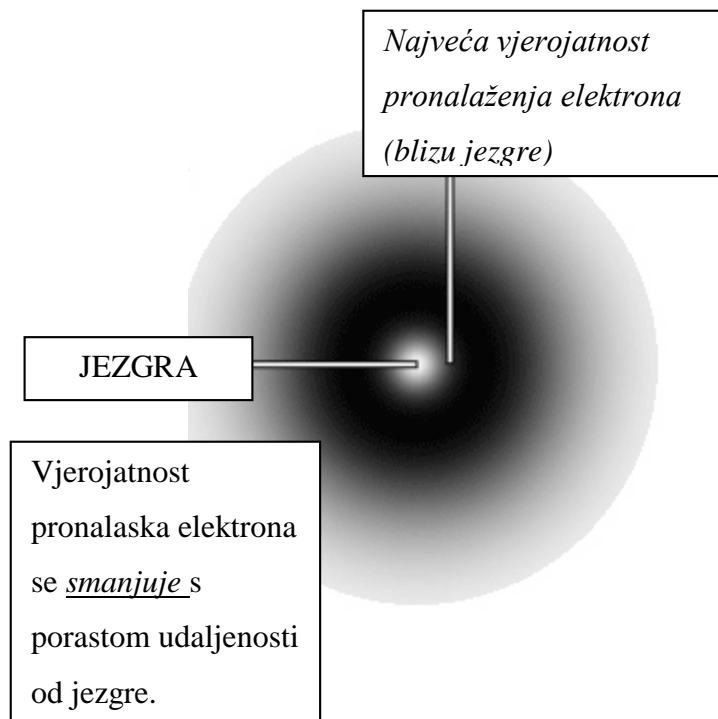 Najveća vjerojatnost
pronalaženja elektrona
(blizu jezgre)
JEZGRA
Vjerojatnost
pronalaska elektrona
se smanjuje s
porastom udaljenosti
od jezgre.